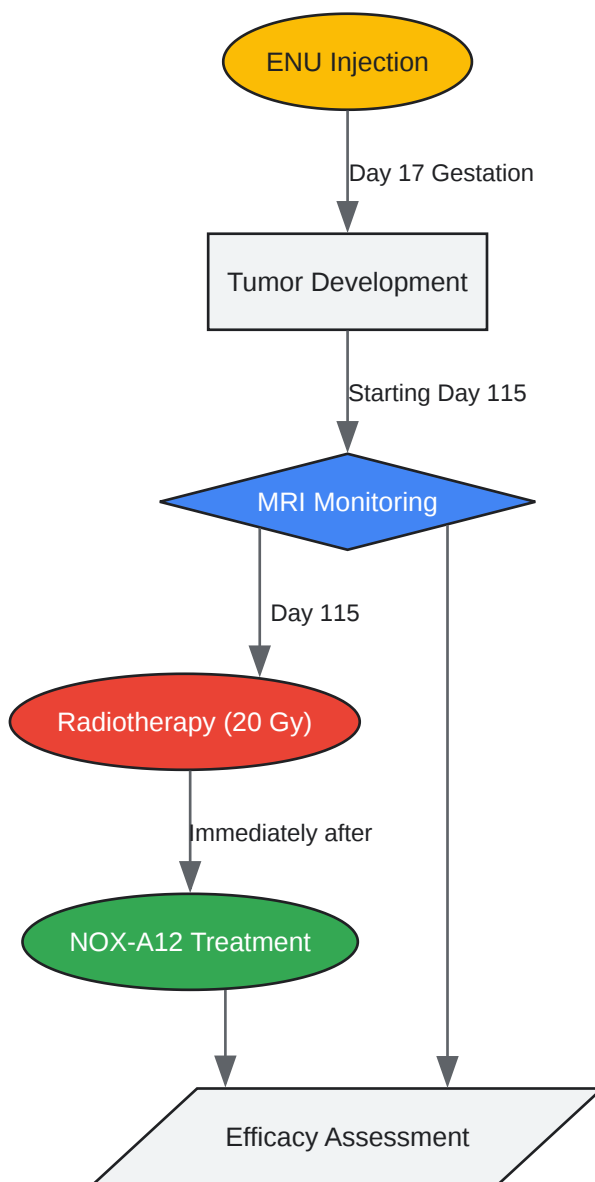 ENU Injection
Day 17 Gestation
Tumor Development
Starting Day 115
MRI Monitoring
Day 115
Radiotherapy (20 Gy)
Immediately after
NOX-A12 Treatment
Efficacy Assessment